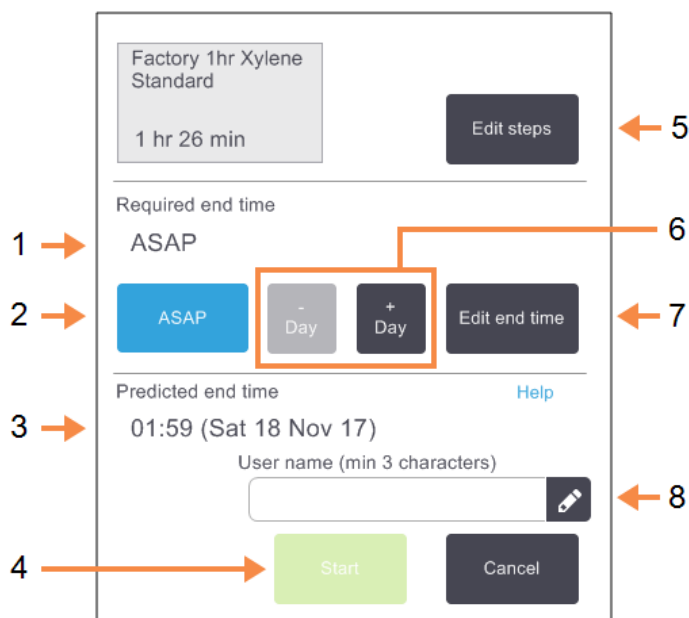 Factory 1hr Xylene
Standard
1 hr 26 min
Edit steps
5
Required end time
6
1
ASAP
2
ASAP
-
Day
+
Day
Edit end time
7
Predicted end time
Help
3
01:59 (Sat 18 Nov 17)
User name (min 3 characters)
8
4
Start
Cancel